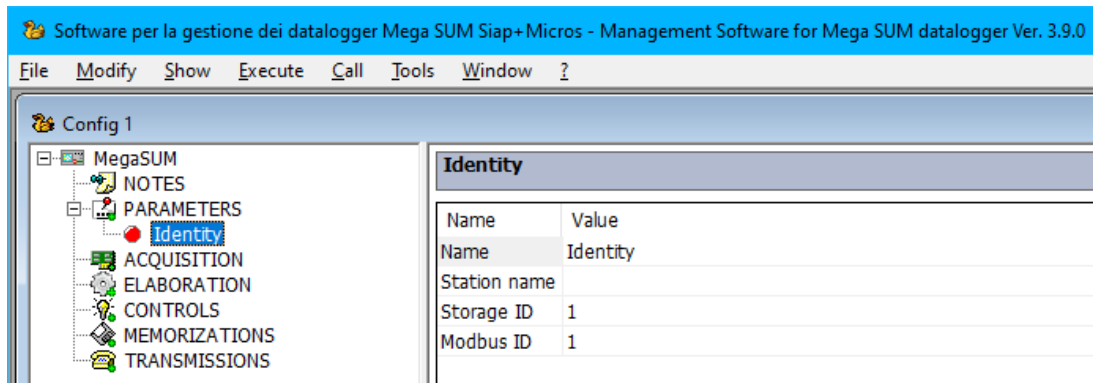 Software per la gestione dei datalogger Mega SUM Siap+Micros - Management Software for Mega SUM datalogger Ver. 3.9.0
File Modify Show Execute Call Tools Window ?
Config 1
MegaSUM
NOTES
PARAMETERS
Identity
ACQUISITION
ELABORATION
CONTROLS
MEMORIZATIONS
TRANSMISSIONS
Identity
Name Value
Name Identity
Station name
Storage ID 1
Modbus ID 1